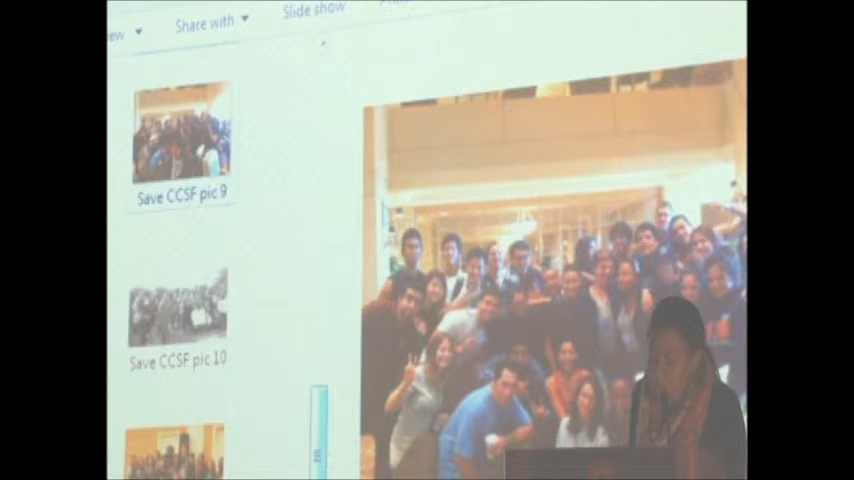 Share with
Slide show
Save CCSF pic 9
Save CCSF pic 10